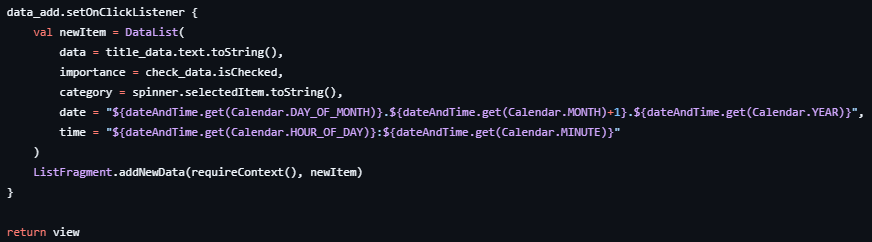 data_add.setOnClickListener {
    val newItem = DataList(
        data = title_data.text.toString(),
        importance = check_data.isChecked,
        category = spinner.selectedItem.toString(),
        date = "${dateAndTime.get(Calendar.DAY_OF_MONTH)}.${dateAndTime.get(Calendar.MONTH)+1}.${dateAndTime.get(Calendar.YEAR)}",
        time = "${dateAndTime.get(Calendar.HOUR_OF_DAY)}:${dateAndTime.get(Calendar.MINUTE)}"
    )
    ListFragment.addNewData(requireContext(), newItem)
}
return view